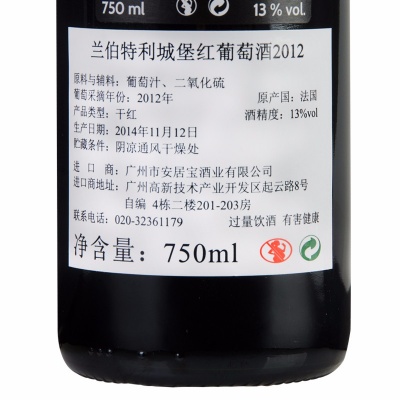 750 ml 13 % vol
兰伯特利城堡红葡萄酒2012
原料与辅料: 葡萄汁、二氧化硫
葡萄采摘年份: 2012年 原产国: 法国
产品类型: 干红 酒精度: 13%vol
生产日期: 2014年11月12日
贮藏条件: 阴凉通风干燥处
进 口 商: 广州市安居宝酒业有限公司
进口商地址: 广州高新技术产业开发区起云路8号
自编 4栋二楼201-203房
联系电话: 020-32361179 过量饮酒 有害健康
净含量: 750ml